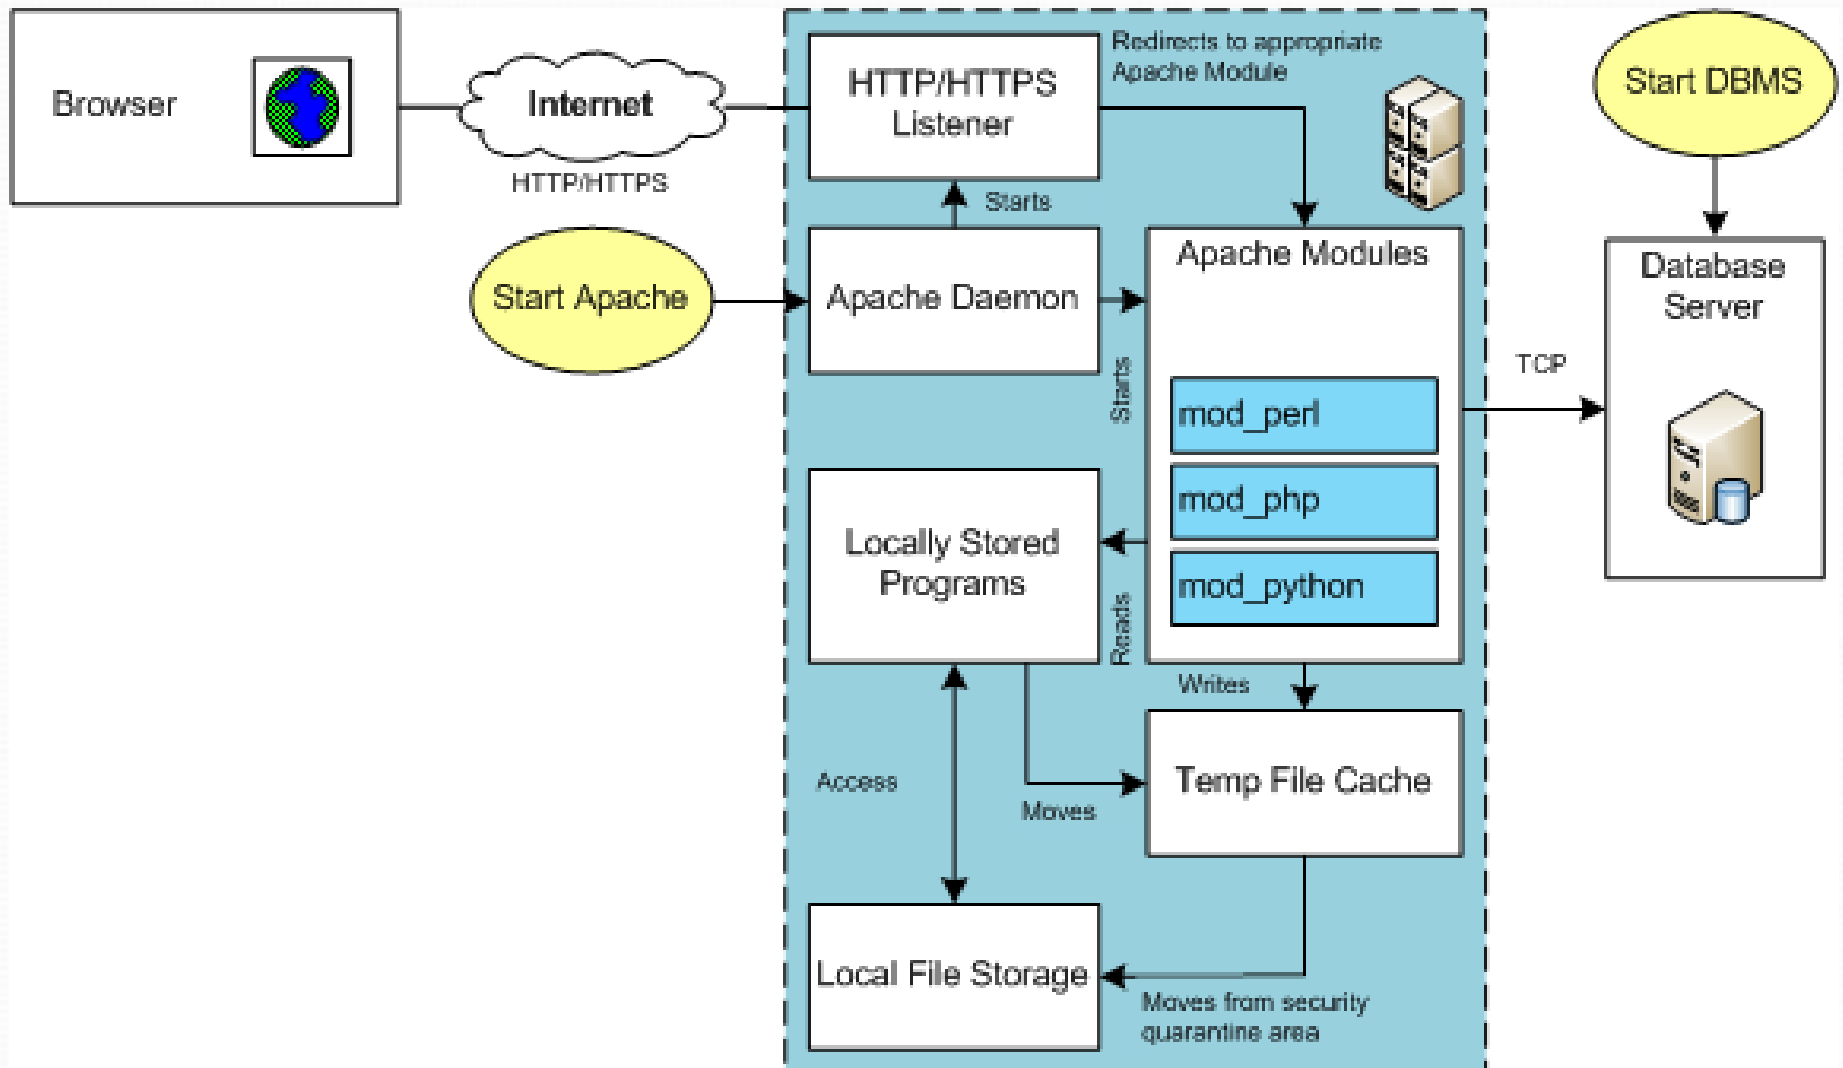 Browser
Internet
HTTP/HTTPS
HTTP/HTTPS
Listener
Redirects to appropriate
Apache Module
Start DBMS
Starts
Start Apache
Apache Daemon
Starts
Apache Modules
mod_perl
mod_php
mod_python
TCP
Database
Server
Locally Stored
Programs
Reads
Writes
Access
Moves
Temp File Cache
Local File Storage
Moves from security
quarantine area